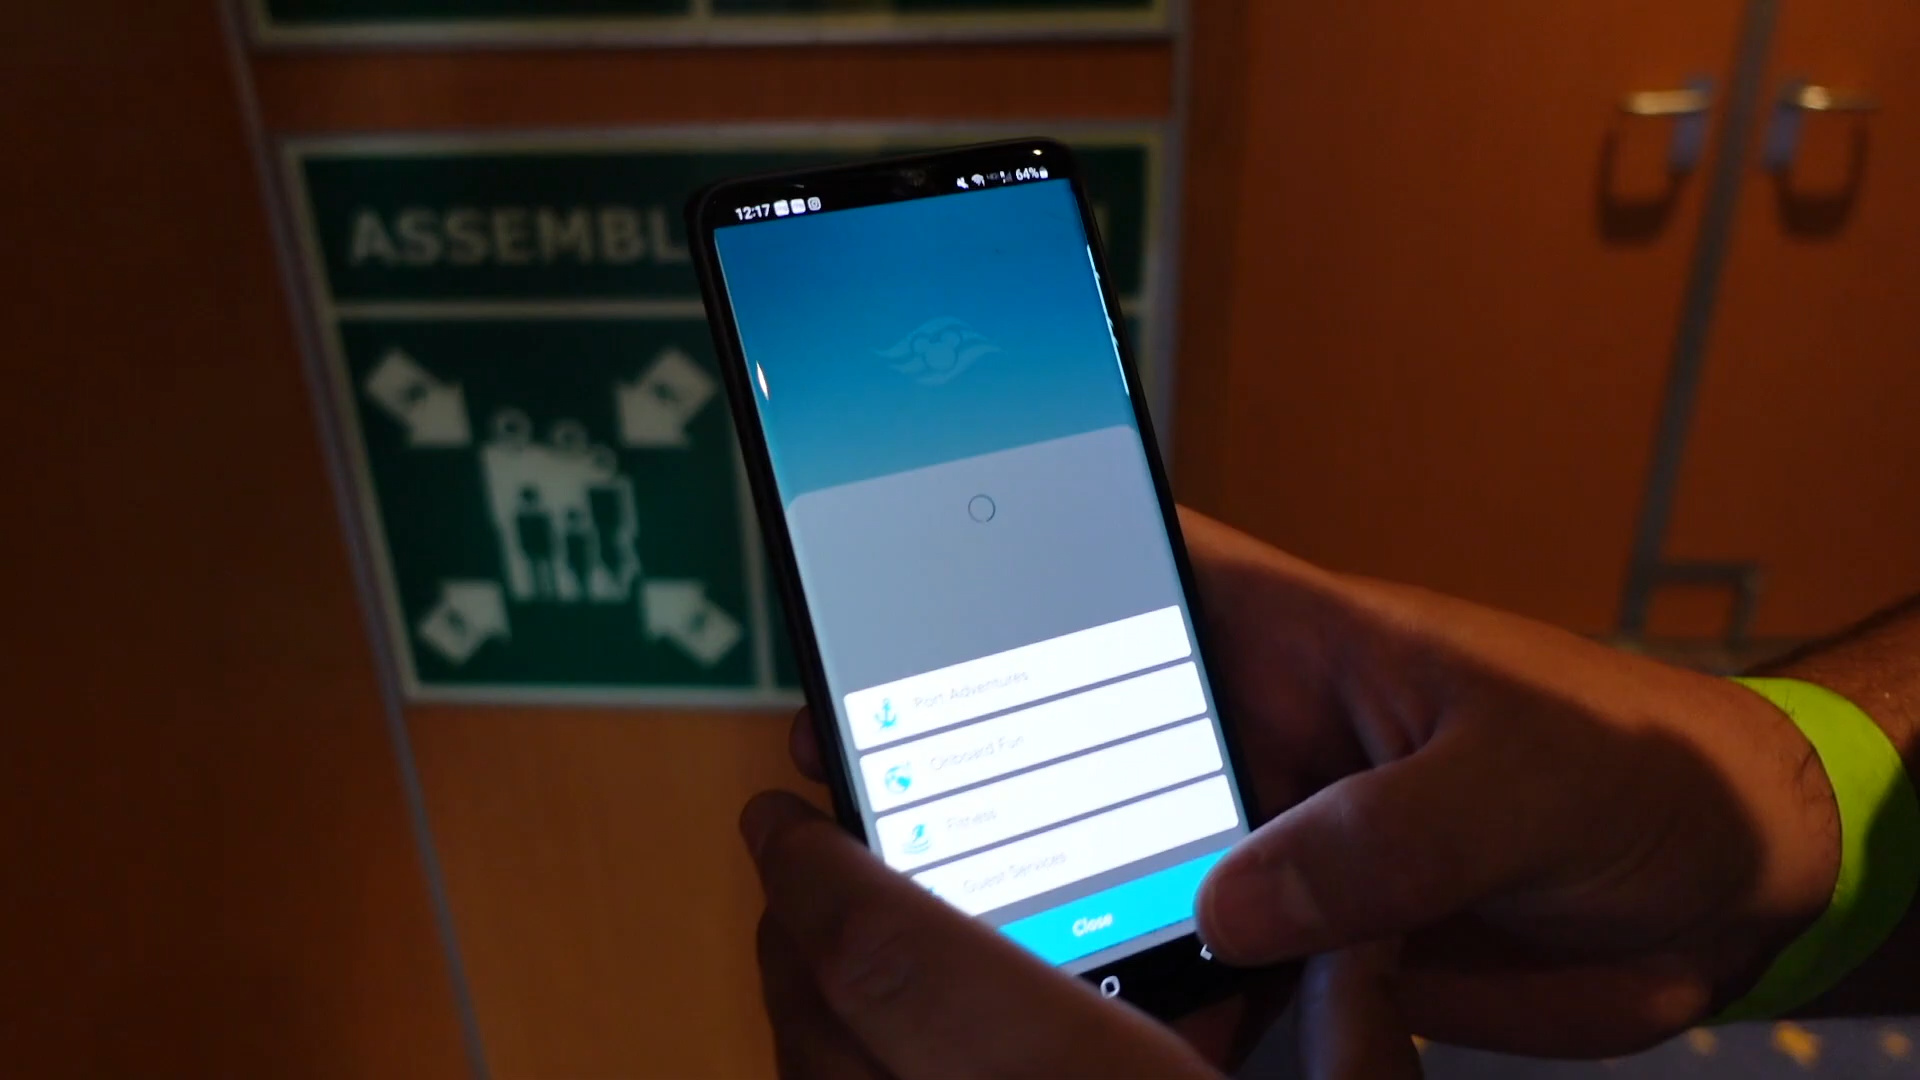 ASSEMBL
12:17
64%
Port Adventures
Onboard Fun
Fitness
Guest Services
Close